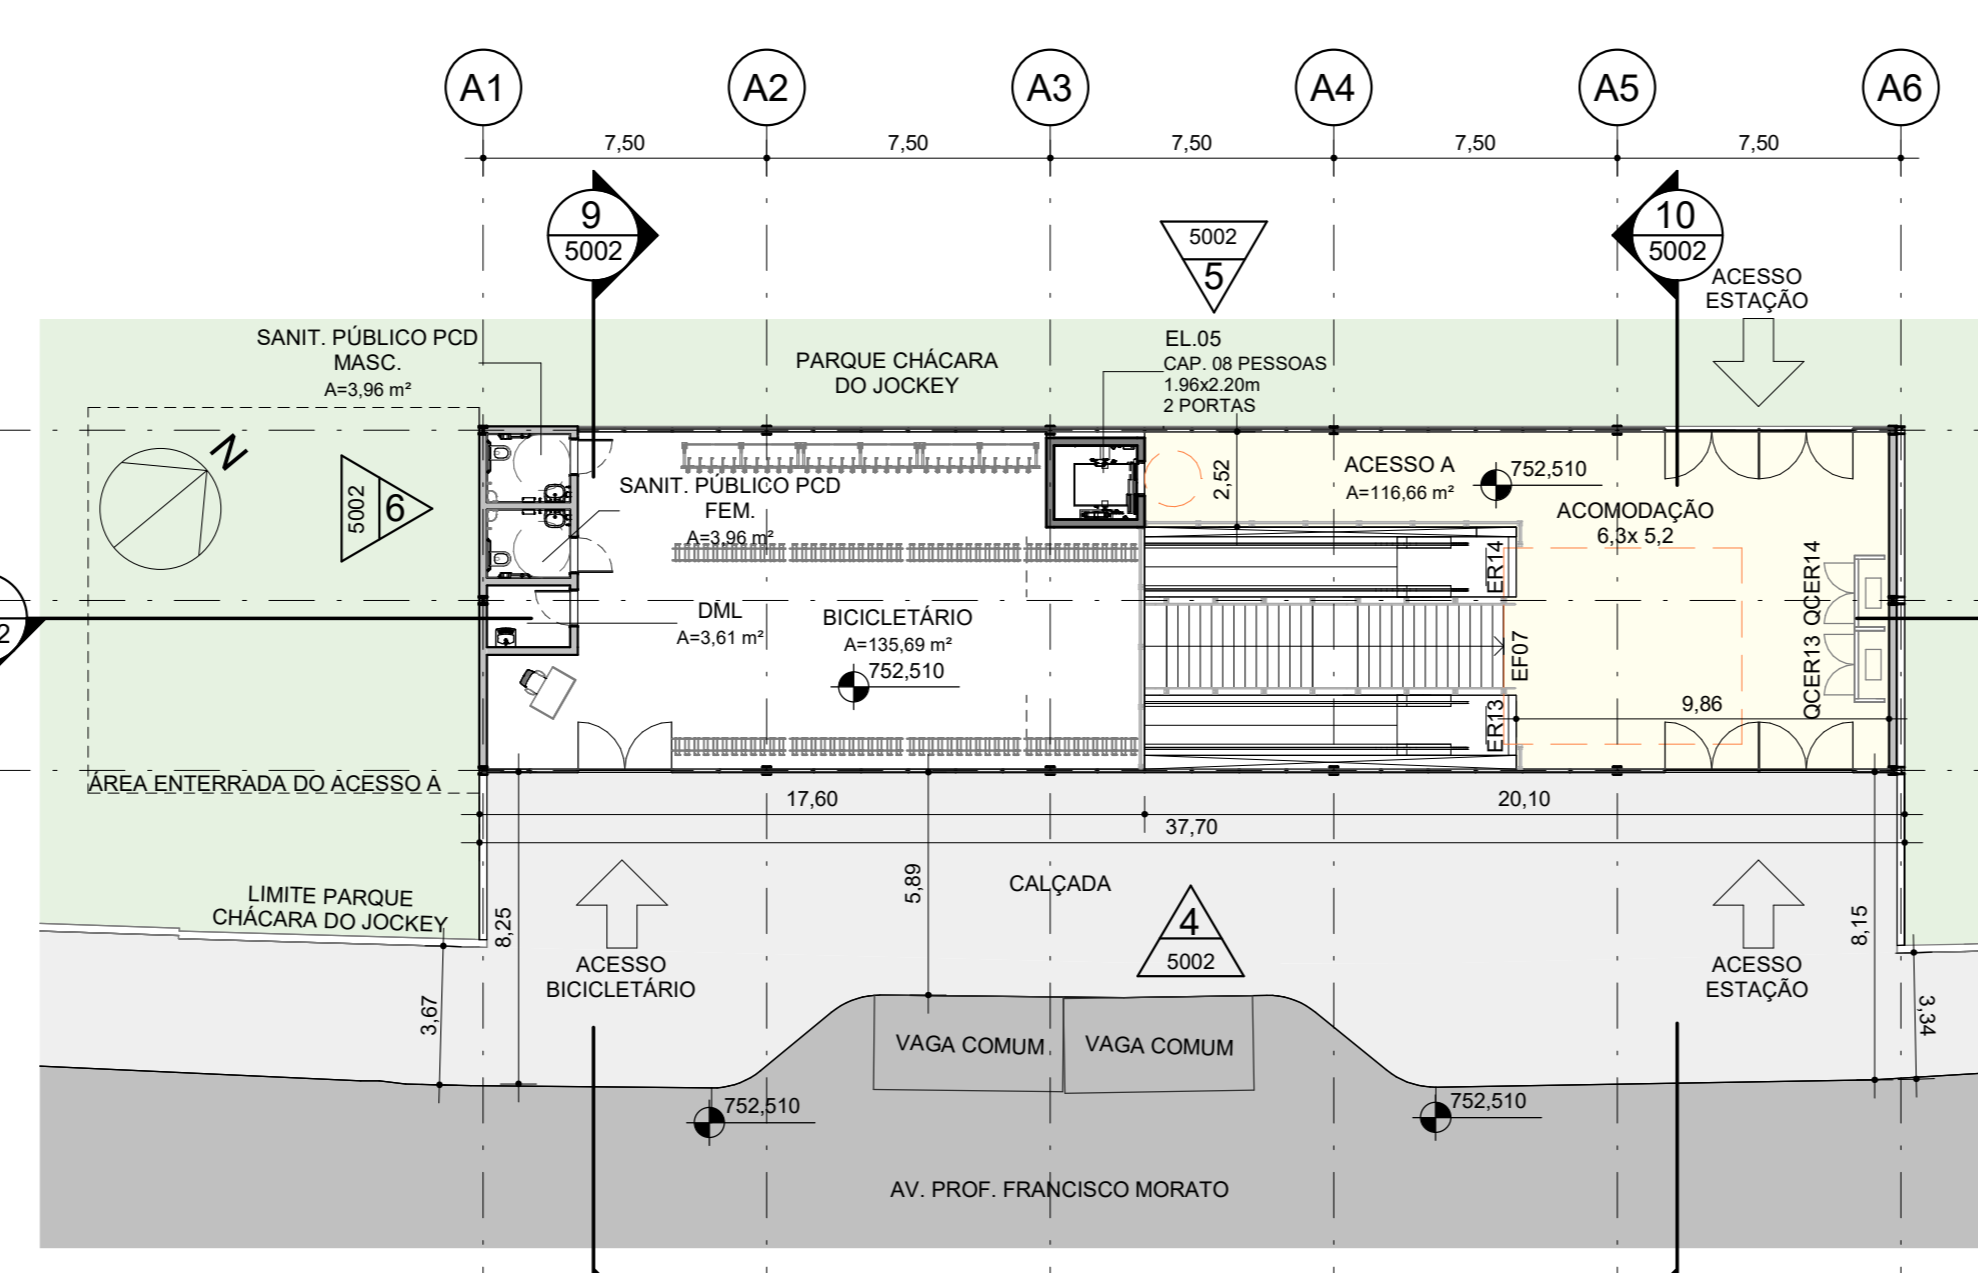 A1
A2
A3
A4
A5
A6
7,50
7,50
7,50
7,50
7,50
9
5002
5002
5
10
5002
ACESSO
ESTAÇÃO
SANIT. PÚBLICO PCD
MASC.
A=3,96 m²
PARQUE CHÁCARA
DO JOCKEY
EL.05
CAP. 08 PESSOAS
1.96x2.20m
2 PORTAS
N
5002
6
SANIT. PÚBLICO PCD
FEM.
A=3,96 m²
2,52
ACESSO A
A=116,66 m²
752,510
ACOMODAÇÃO
6,3x 5,2
ER14
QCER14
2
DML
A=3,61 m²
BICICLETÁRIO
A=135,69 m²
752,510
EF07
QCER13
ER13
9,86
ÁREA ENTERRADA DO ACESSO A
17,60
20,10
37,70
LIMITE PARQUE
CHÁCARA DO JOCKEY
8,25
5,89
CALÇADA
4
5002
8,15
ACESSO
BICICLETÁRIO
ACESSO
ESTAÇÃO
3,67
3,34
VAGA COMUM
VAGA COMUM
752,510
752,510
AV. PROF. FRANCISCO MORATO